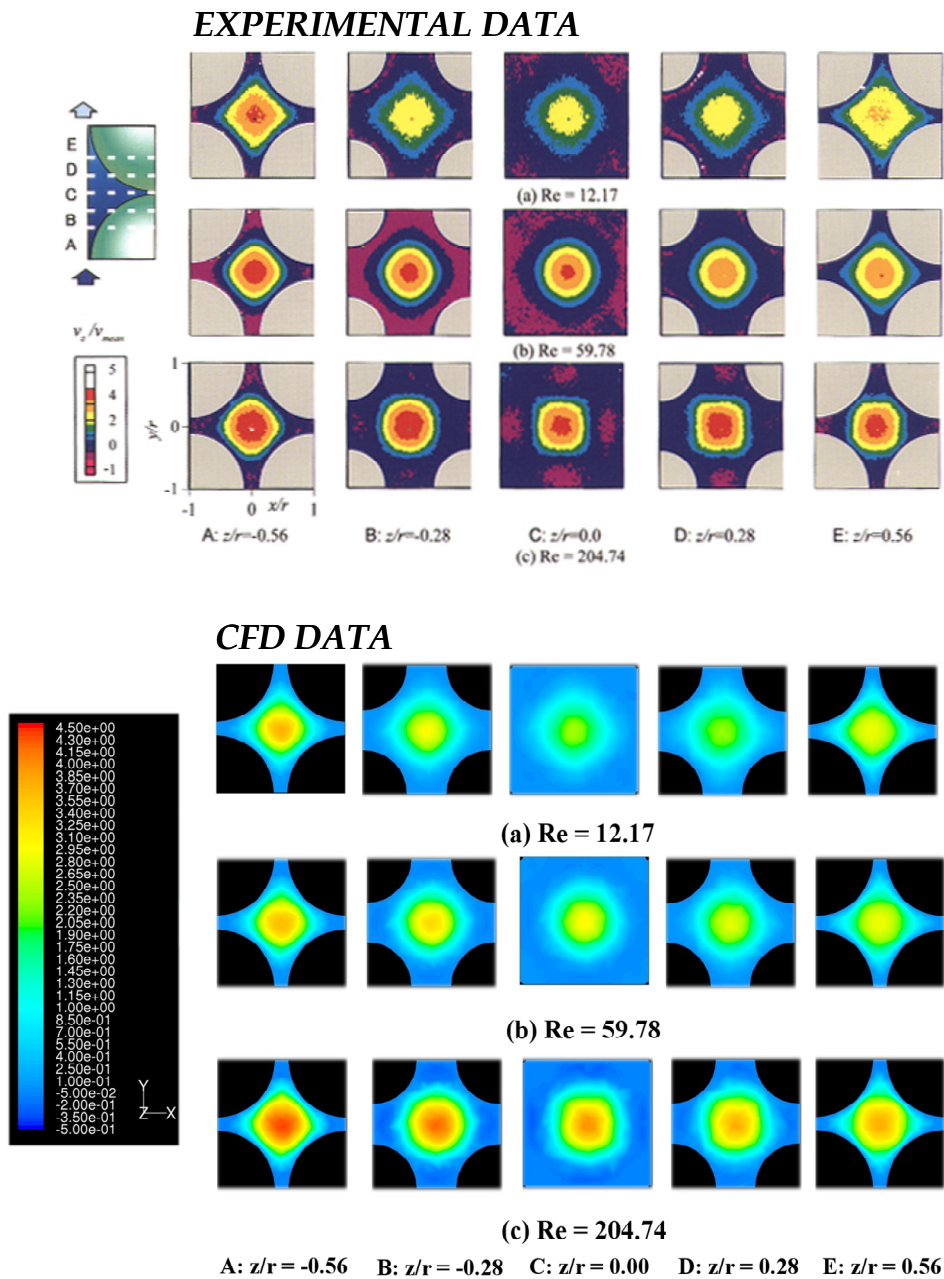 EXPERIMENTAL DATA
E
D
C
B
A
(a) Re = 12.17
(b) Re = 59.78
v_z /v_mean
5
4
2
0
-1
1
y/r
0
-1
-1 0 x/r 1
A: z/r=-0.56 B: z/r=-0.28 C: z/r=0.0 D: z/r=0.28 E: z/r=0.56
(c) Re = 204.74
CFD DATA
4.50e+00
4.30e+00
4.15e+00
4.00e+00
3.85e+00
3.70e+00
3.55e+00
3.40e+00
3.25e+00
3.10e+00
2.95e+00
2.80e+00
2.65e+00
2.50e+00
2.35e+00
2.20e+00
2.05e+00
1.90e+00
1.75e+00
1.60e+00
1.45e+00
1.30e+00
1.15e+00
1.00e+00
8.50e-01
7.00e-01
5.50e-01
4.00e-01
2.50e-01
1.00e-01
-5.00e-02
-2.00e-01
-3.50e-01
-5.00e-01
Y
Z X
(a) Re = 12.17
(b) Re = 59.78
(c) Re = 204.74
A: z/r = -0.56 B: z/r = -0.28 C: z/r = 0.00 D: z/r = 0.28 E: z/r = 0.56